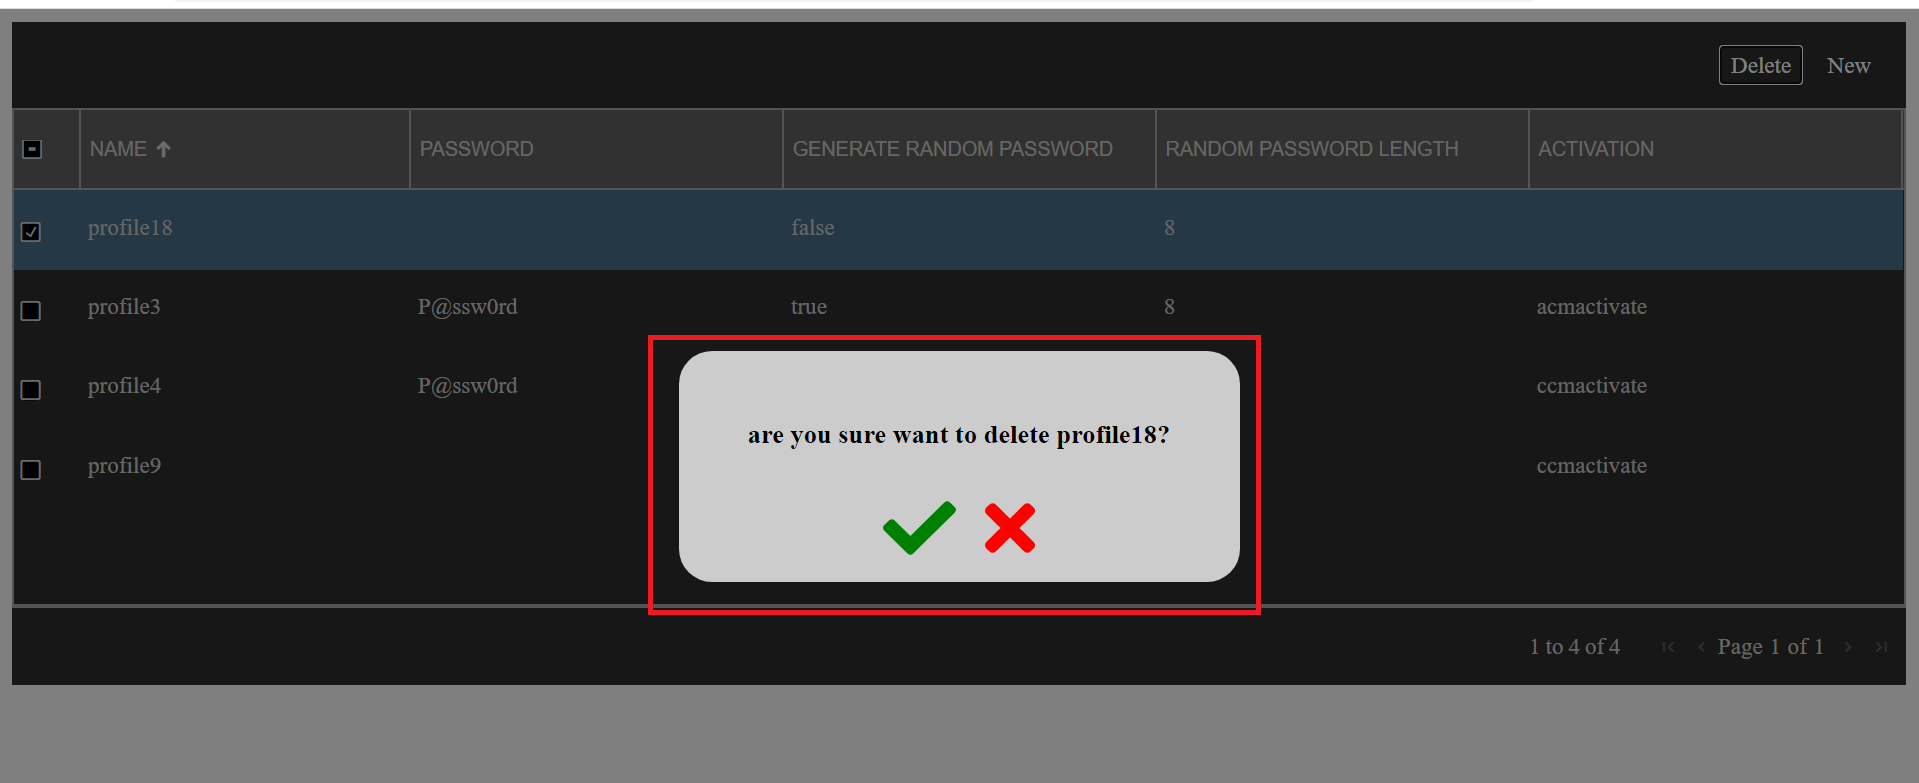 Delete New
NAME PASSWORD GENERATE RANDOM PASSWORD RANDOM PASSWORD LENGTH ACTIVATION
profile18 false 8
profile3 P@ssw0rd true 8 acmactivate
profile4 P@ssw0rd ccmactivate
are you sure want to delete profile18?
profile9 ccmactivate
1 to 4 of 4 Page 1 of 1